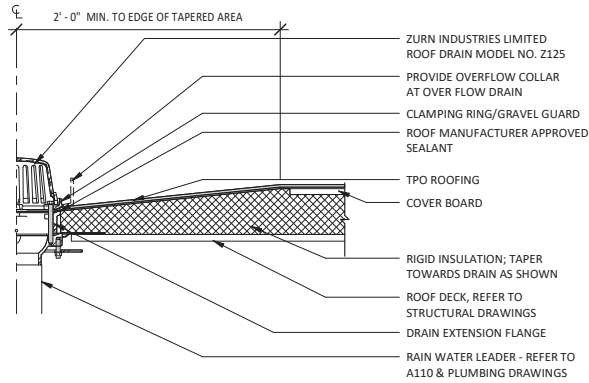 ℄
2' - 0" MIN. TO EDGE OF TAPERED AREA
ZURN INDUSTRIES LIMITED
ROOF DRAIN MODEL NO. Z125
PROVIDE OVERFLOW COLLAR
AT OVER FLOW DRAIN
CLAMPING RING/GRAVEL GUARD
ROOF MANUFACTURER APPROVED
SEALANT
TPO ROOFING
COVER BOARD
RIGID INSULATION; TAPER
TOWARDS DRAIN AS SHOWN
ROOF DECK, REFER TO
STRUCTURAL DRAWINGS
DRAIN EXTENSION FLANGE
RAIN WATER LEADER - REFER TO
A110 & PLUMBING DRAWINGS